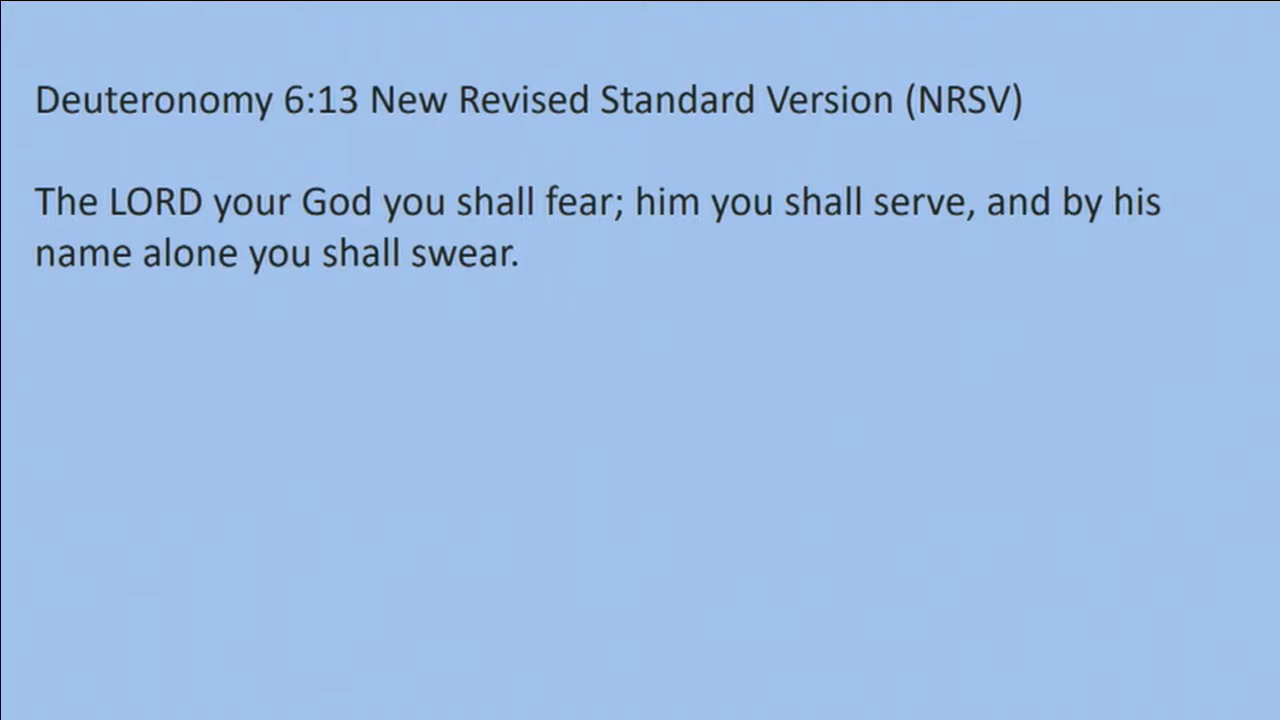 Deuteronomy 6:13 New Revised Standard Version (NRSV)
The LORD your God you shall fear; him you shall serve, and by his
name alone you shall swear.